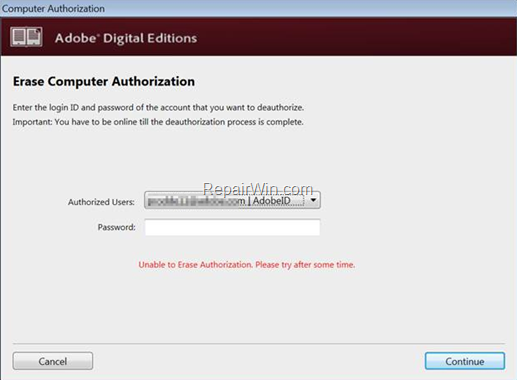 Computer Authorization
Adobe® Digital Editions
Erase Computer Authorization
Enter the login ID and password of the account that you want to deauthorize.
Important: You have to be online till the deauthorization process is complete.
RepairWin.com
Authorized Users: m | AdobeID
Password:
Unable to Erase Authorization. Please try after some time.
Cancel Continue